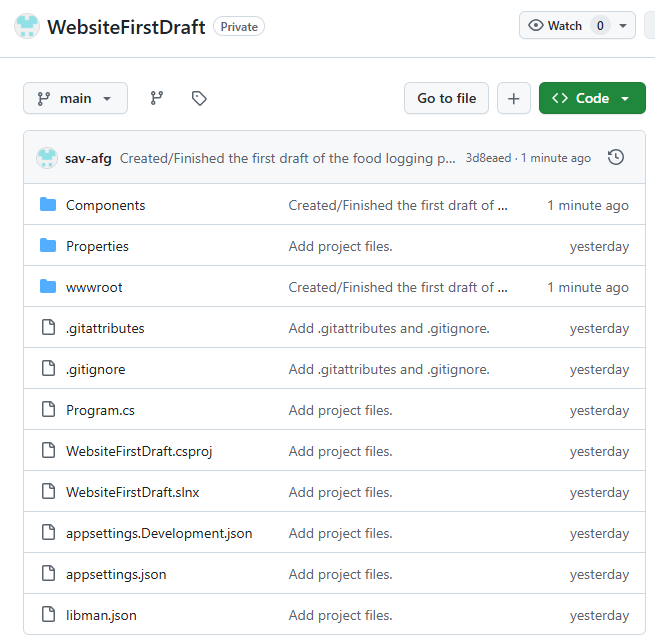 WebsiteFirstDraft Private Watch 0
main Go to file Code
sav-afg Created/Finished the first draft of the food logging p... 3d8eaed · 1 minute ago
Components Created/Finished the first draft of ... 1 minute ago
Properties Add project files. yesterday
wwwroot Created/Finished the first draft of ... 1 minute ago
.gitattributes Add .gitattributes and .gitignore. yesterday
.gitignore Add .gitattributes and .gitignore. yesterday
Program.cs Add project files. yesterday
WebsiteFirstDraft.csproj Add project files. yesterday
WebsiteFirstDraft.slnx Add project files. yesterday
appsettings.Development.json Add project files. yesterday
appsettings.json Add project files. yesterday
libman.json Add project files. yesterday